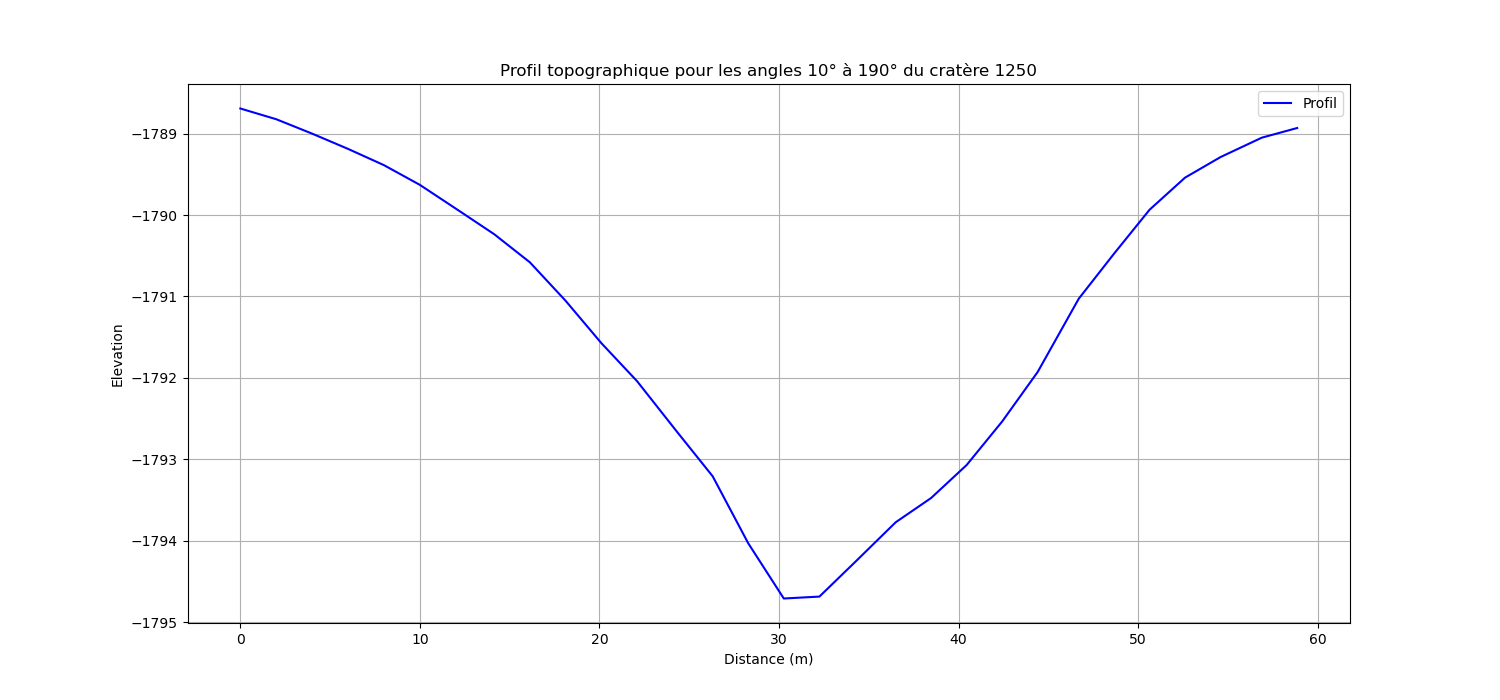 Profil topographique pour les angles 10° à 190° du cratère 1250
Profil
−1789
−1790
−1791
−1792
−1793
−1794
−1795
Elevation
0 10 20 30 40 50 60
Distance (m)